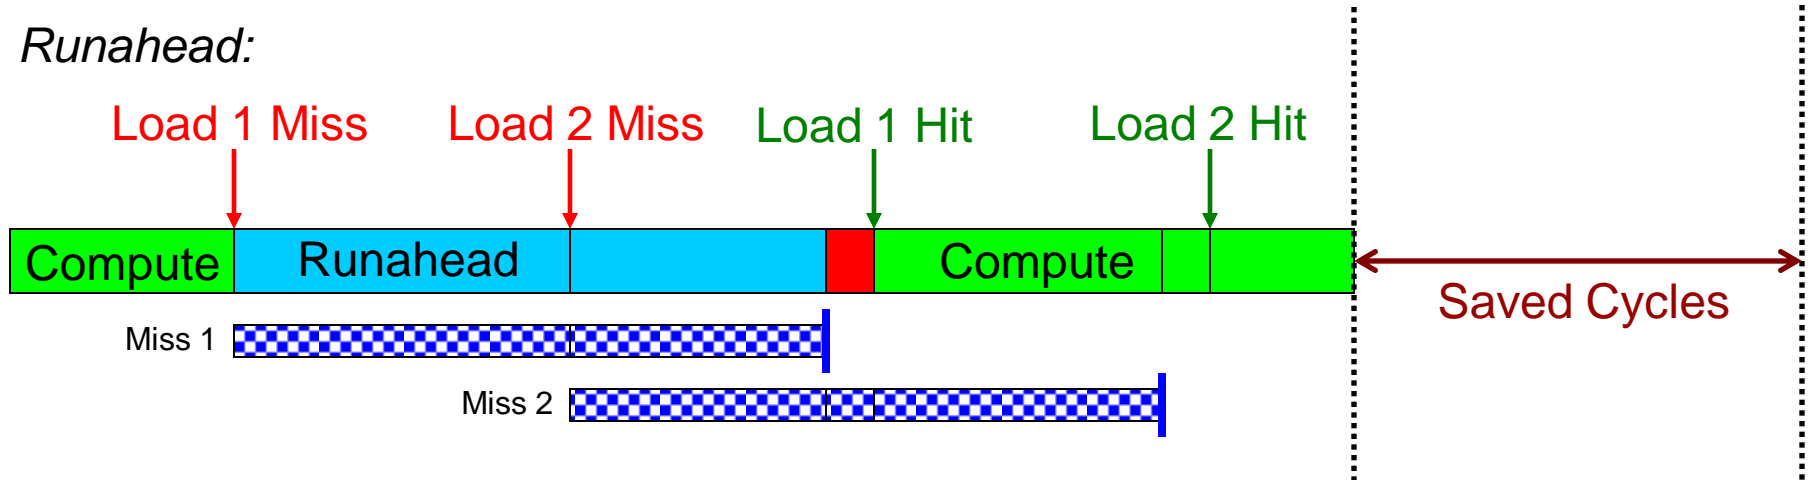 Runahead:
Load 1 Miss
Load 2 Miss
Load 1 Hit
Load 2 Hit
Compute
Runahead
Compute
Saved Cycles
Miss 1
Miss 2